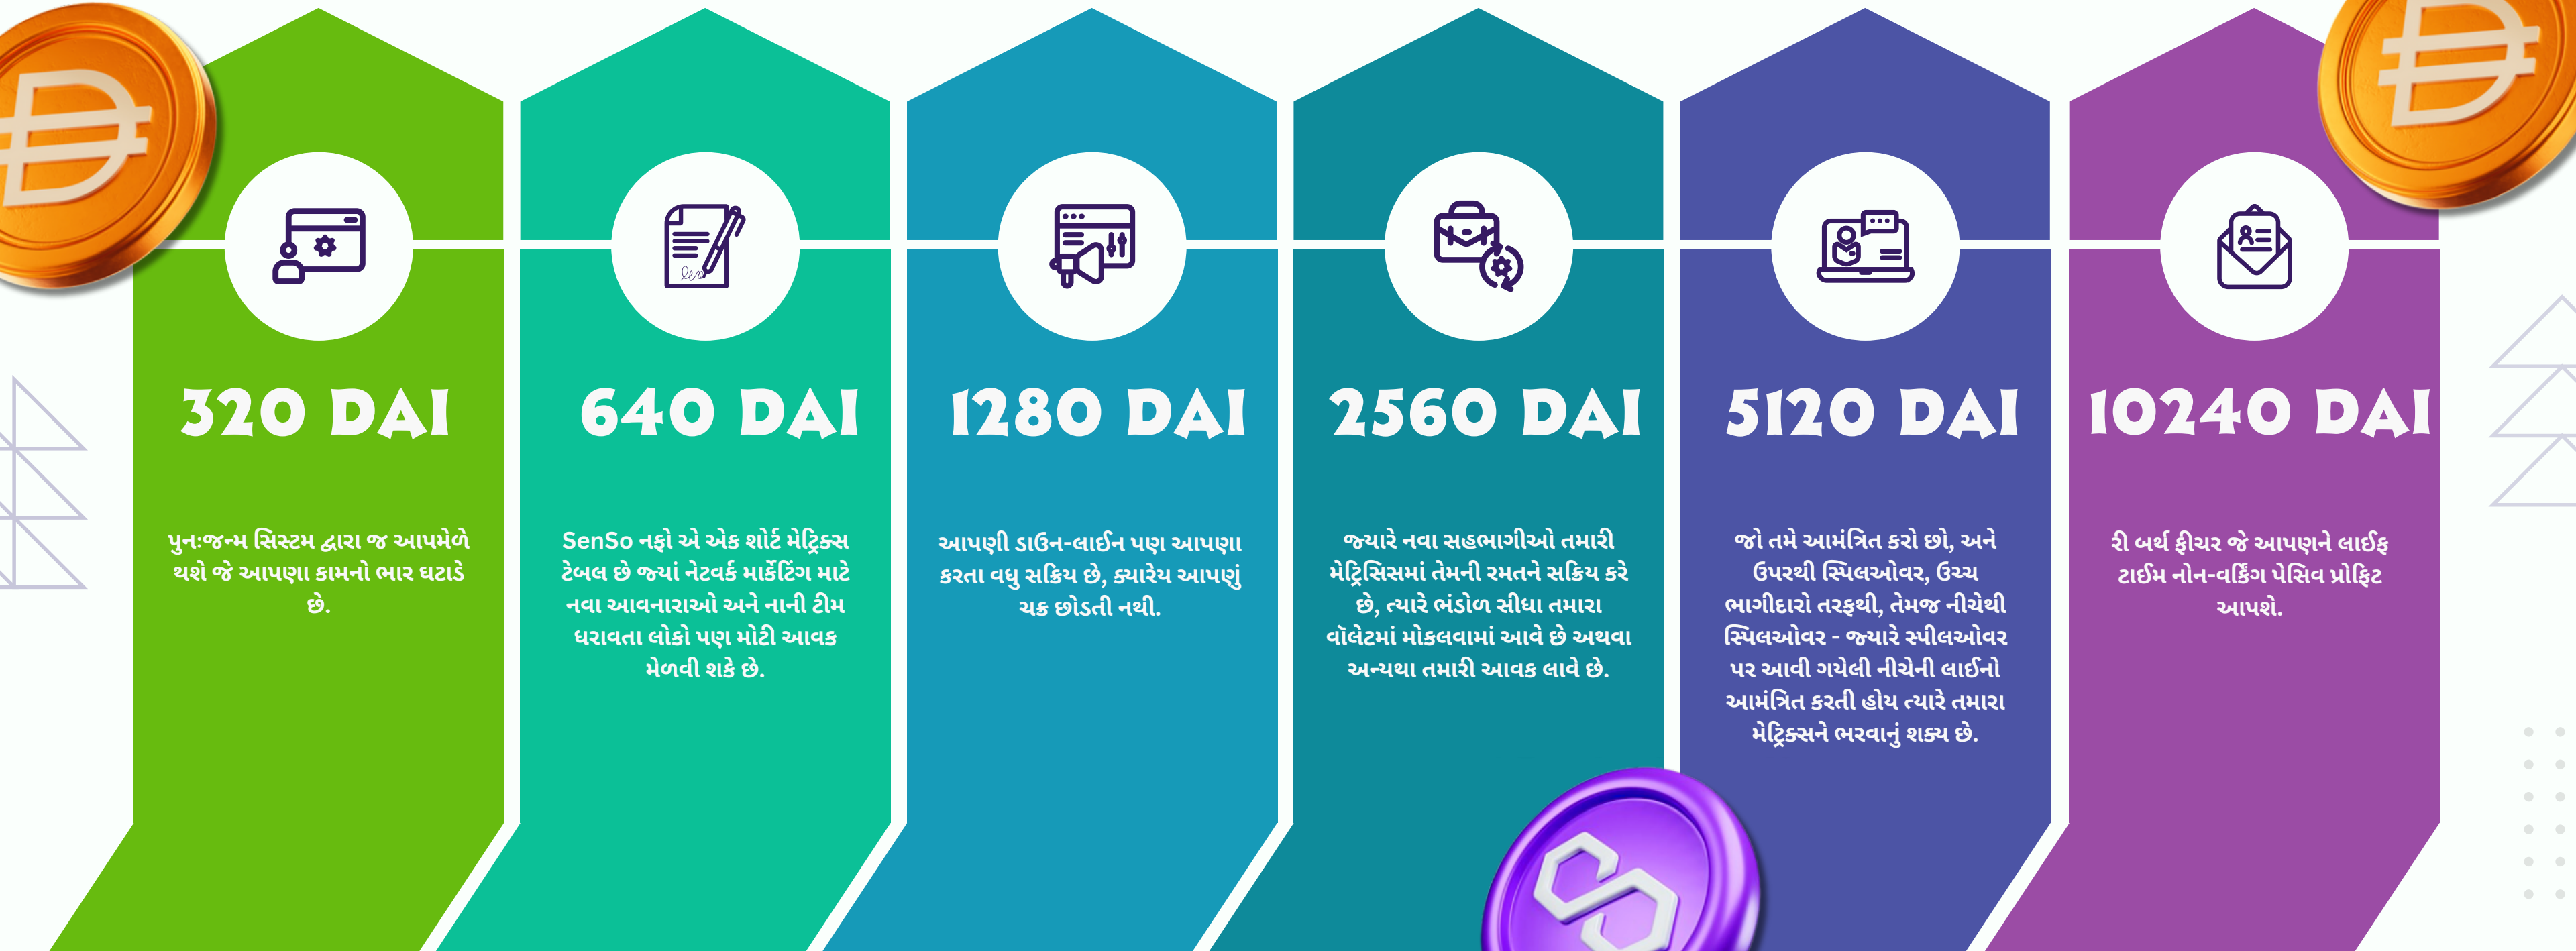 320 DAI
પુનઃજન્મ સિસ્ટમ દ્વારા જ આપમેળે
થશે જે આપણા કામનો ભાર ઘટાડે
છે.
640 DAI
SenSo નફો એ એક શોર્ટ મેટ્રિક્સ
ટેબલ છે જ્યાં નેટવર્ક માર્કેટિંગ માટે
નવા આવનારાઓ અને નાની ટીમ
ધરાવતા લોકો પણ મોટી આવક
મેળવી શકે છે.
1280 DAI
આપણી ડાઉન-લાઈન પણ આપણા
કરતા વધુ સક્રિય છે, ક્યારેય આપણું
ચક્ર છોડતી નથી.
2560 DAI
જ્યારે નવા સહભાગીઓ તમારી
મેટ્રિસિસમાં તેમની રમતને સક્રિય કરે
છે, ત્યારે ભંડોળ સીધા તમારા
વૉલેટમાં મોકલવામાં આવે છે અથવા
અન્યથા તમારી આવક લાવે છે.
5120 DAI
જો તમે આમંત્રિત કરો છો, અને
ઉપરથી સ્પિલઓવર, ઉચ્ચ
ભાગીદારો તરફથી, તેમજ નીચેથી
સ્પિલઓવર - જ્યારે સ્પીલઓવર
પર આવી ગયેલી નીચેની લાઈનો
આમંત્રિત કરતી હોય ત્યારે તમારા
મેટ્રિક્સને ભરવાનું શક્ય છે.
10240 DAI
રી બર્થ ફીચર જે આપણને લાઈફ
ટાઈમ નોન-વર્કિંગ પેસિવ પ્રોફિટ
આપશે.